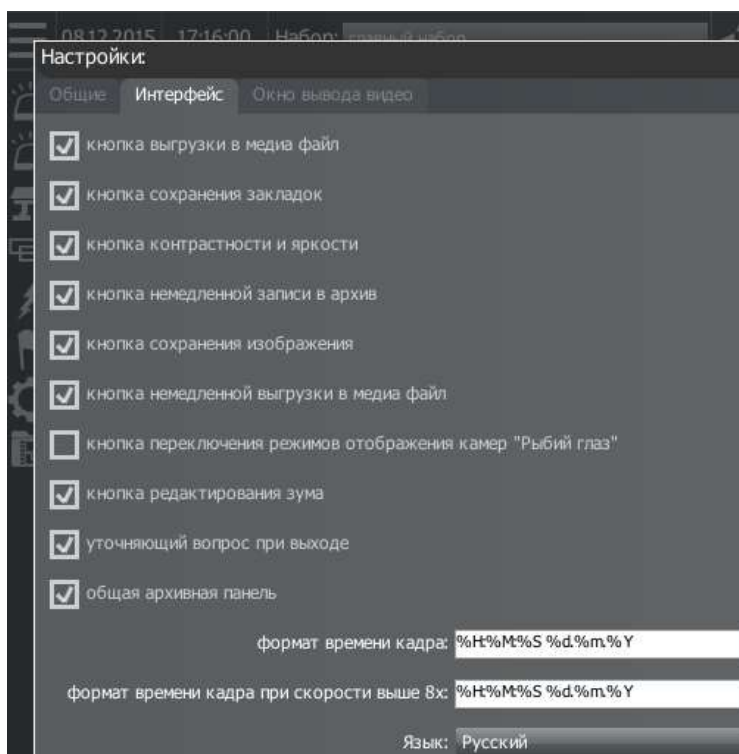 08.12.2015 17:16:00 Набор: главный набор
Настройки:
Общие Интерфейс Окно вывода видео
кнопка выгрузки в медиа файл
кнопка сохранения закладок
кнопка контрастности и яркости
кнопка немедленной записи в архив
кнопка сохранения изображения
кнопка немедленной выгрузки в медиа файл
кнопка переключения режимов отображения камер "Рыбий глаз"
кнопка редактирования зума
уточняющий вопрос при выходе
общая архивная панель
формат времени кадра: %H:%M:%S %d.%m.%Y
формат времени кадра при скорости выше 8x: %H:%M:%S %d.%m.%Y
Язык: Русский